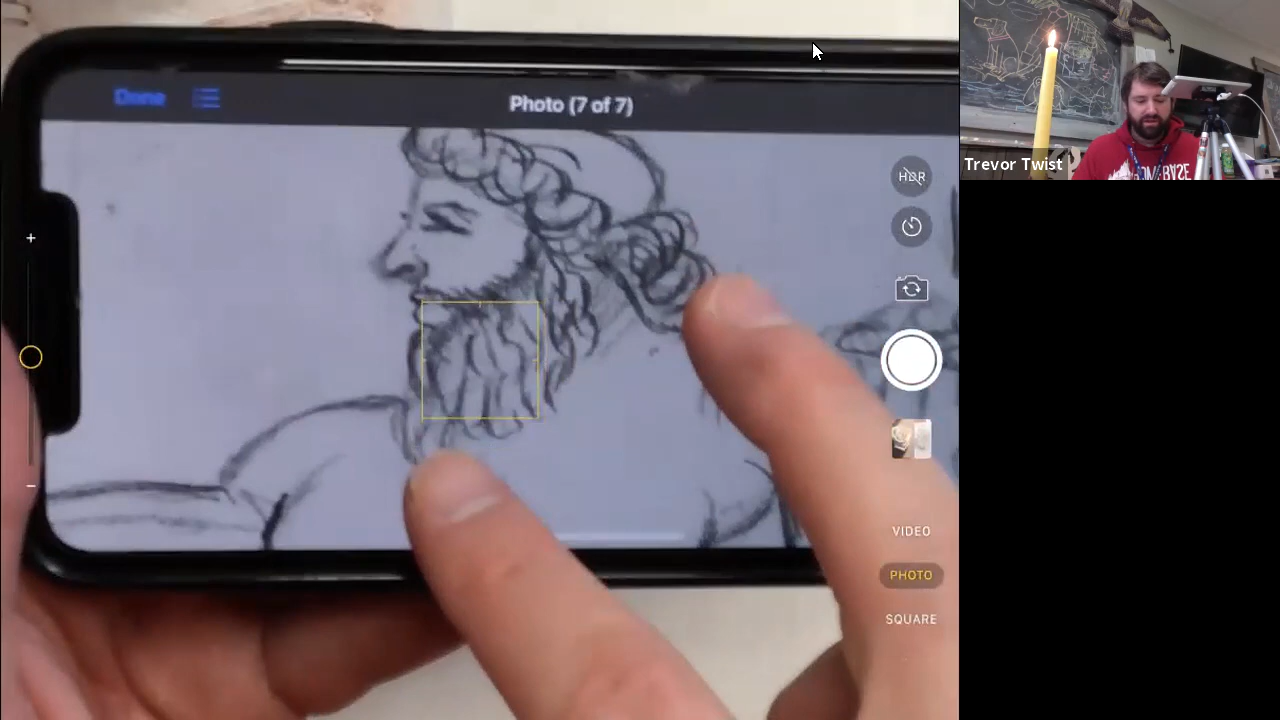 Done
Photo (7 of 7)
HDR
VIDEO
PHOTO
SQUARE
Trevor Twist